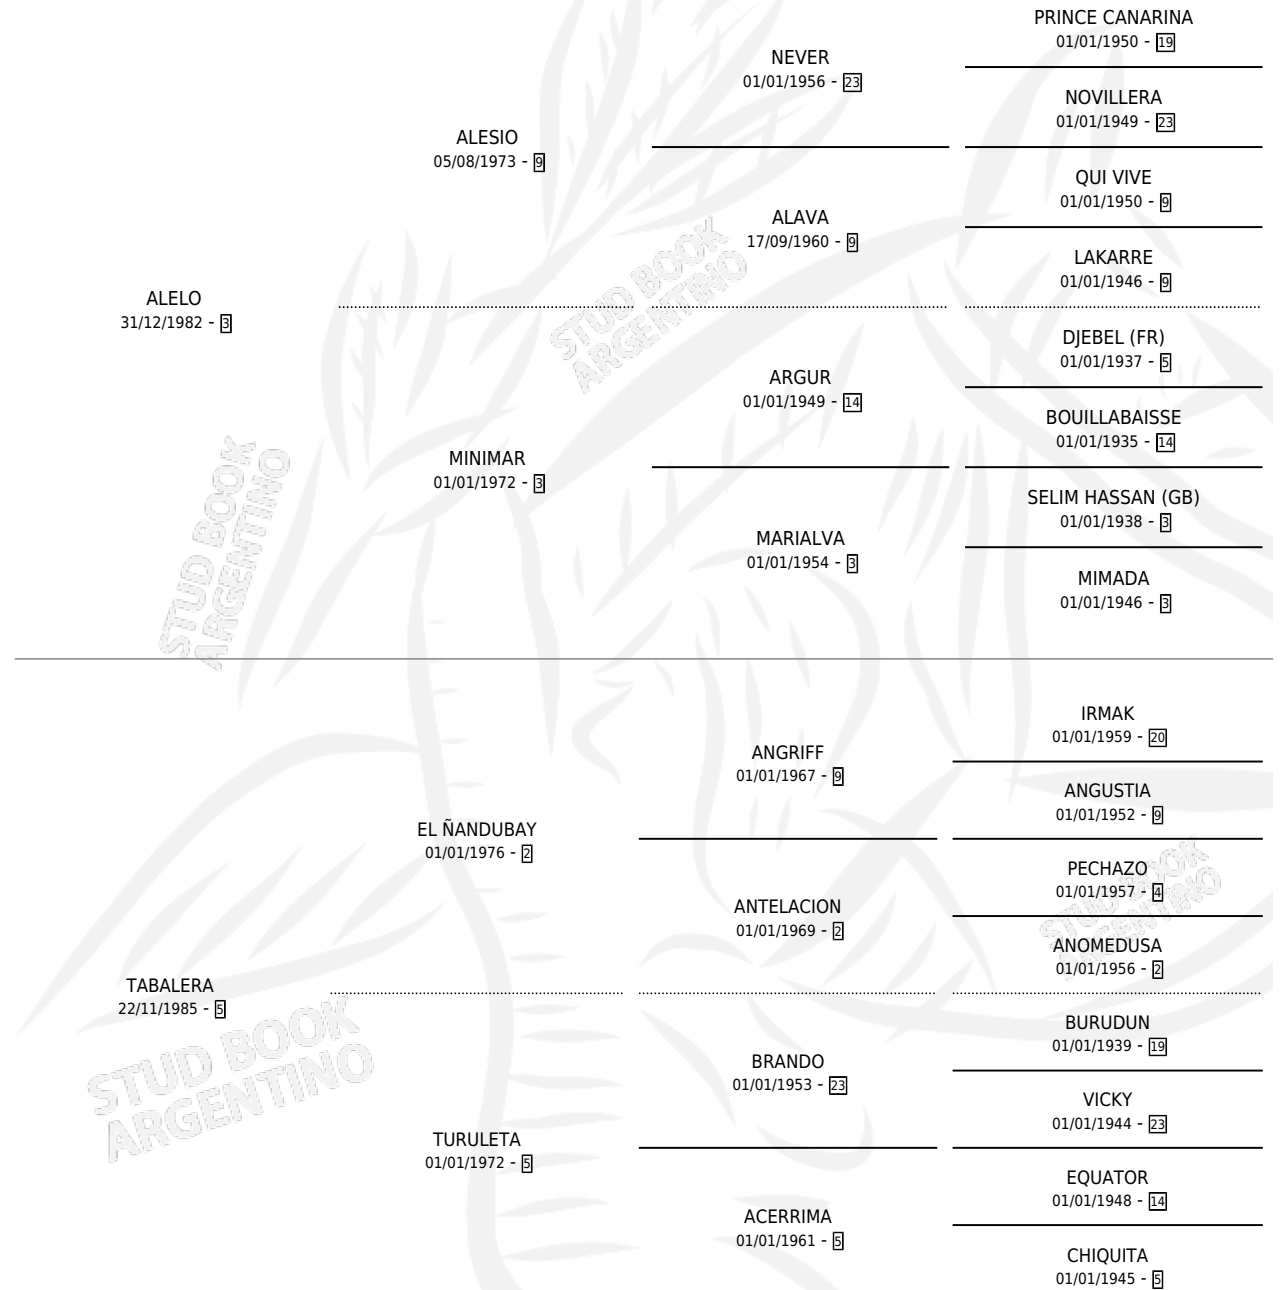 PRINCE CANARINA
01/01/1950 - 19
NEVER
01/01/1956 - 23
NOVILLERA
01/01/1949 - 23
ALESIO
05/08/1973 - 9
QUI VIVE
01/01/1950 - 9
ALAVA
17/09/1960 - 9
LAKARRE
01/01/1946 - 9
ALELO
31/12/1982 - 3
DJEBEL (FR)
01/01/1937 - 5
ARGUR
01/01/1949 - 14
BOUILLABAISSE
01/01/1935 - 14
MINIMAR
01/01/1972 - 3
SELIM HASSAN (GB)
01/01/1938 - 3
MARIALVA
01/01/1954 - 3
MIMADA
01/01/1946 - 3
STUD BOOK
ARGENTINO
STUD BOOK
ARGENTINO
IRMAK
01/01/1959 - 20
ANGRIFF
01/01/1967 - 9
ANGUSTIA
01/01/1952 - 9
EL ÑANDUBAY
01/01/1976 - 2
PECHAZO
01/01/1957 - 4
ANTELACION
01/01/1969 - 2
ANOMEDUSA
01/01/1956 - 2
TABALERA
22/11/1985 - 5
BURUDUN
01/01/1939 - 19
BRANDO
01/01/1953 - 23
VICKY
01/01/1944 - 23
TURULETA
01/01/1972 - 5
EQUATOR
01/01/1948 - 14
ACERRIMA
01/01/1961 - 5
CHIQUITA
01/01/1945 - 5
STUD BOOK
ARGENTINO
STUD BOOK
ARGENTINO